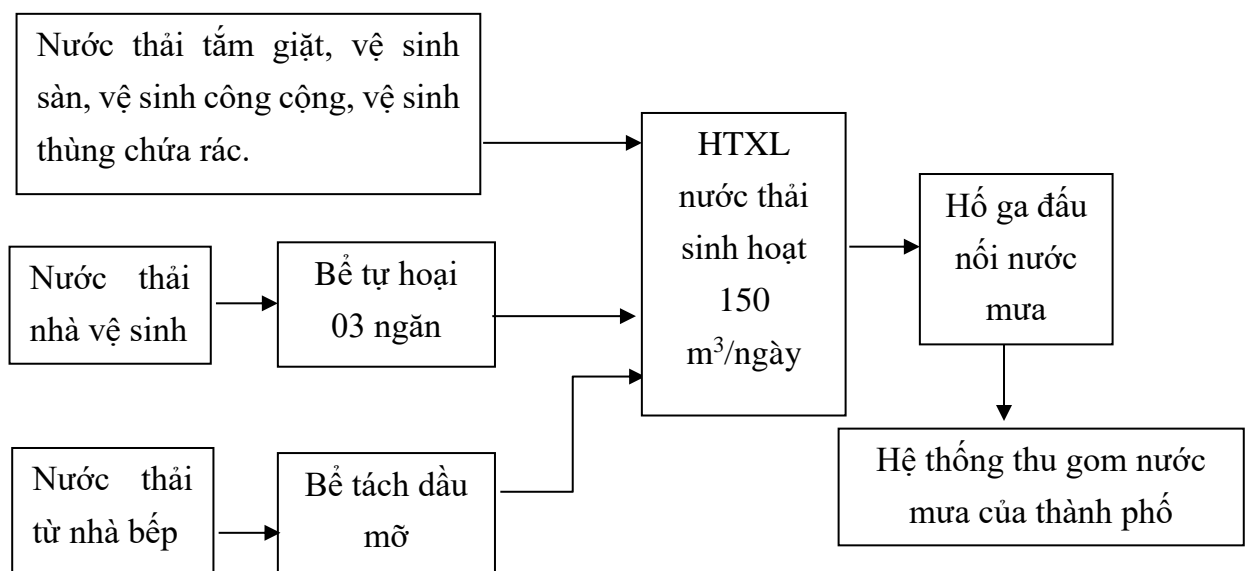 Nước thải tắm giặt, vệ sinh
sàn, vệ sinh công cộng, vệ sinh
thùng chứa rác.
Nước thải
nhà vệ sinh
Bể tự hoại
03 ngăn
Nước thải
từ nhà bếp
Bể tách dầu
mỡ
HTXL
nước thải
sinh hoạt
150
m³/ngày
Hố ga đấu
nối nước
mưa
Hệ thống thu gom nước
mưa của thành phố